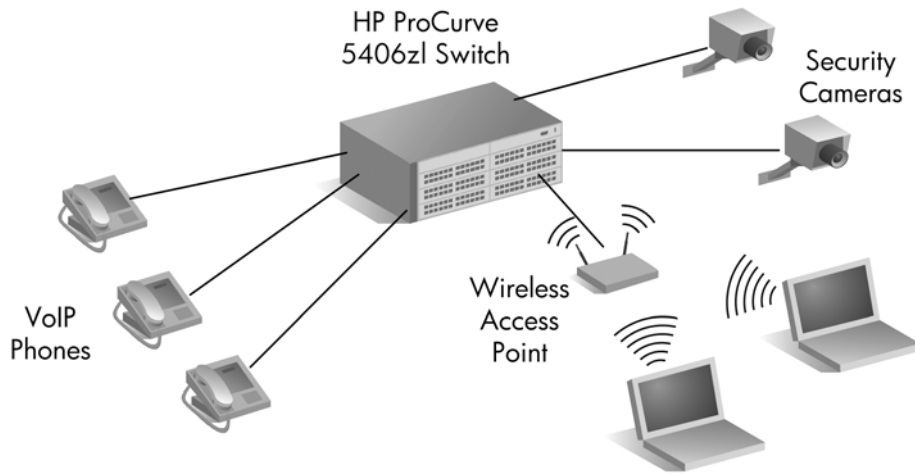 HP ProCurve
5406zl Switch
Security
Cameras
VoIP
Phones
Wireless
Access
Point